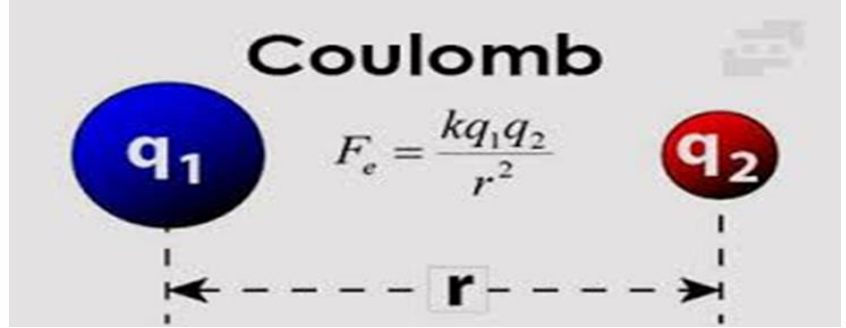 Coulomb
q₁ Fₑ = kq₁q₂ / r² q₂
r